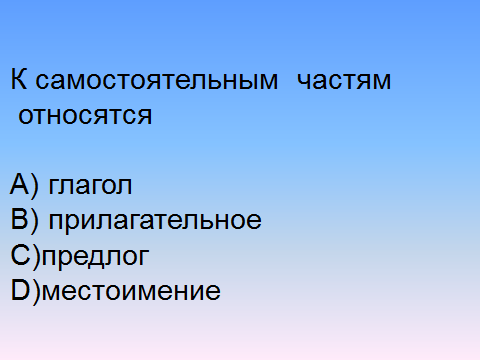 К самостоятельным частям
относятся
А) глагол
В) прилагательное
С)предлог
D)местоимение